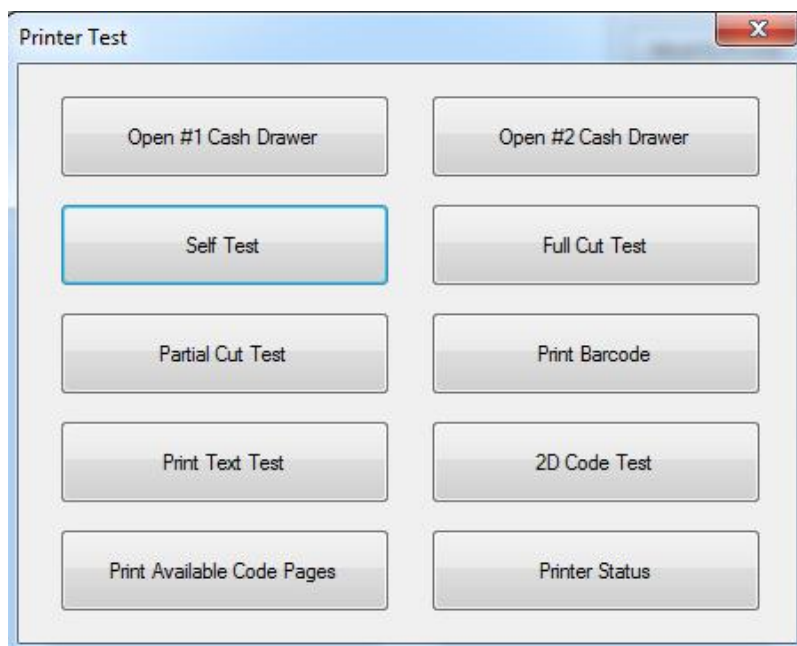 Printer Test
Open #1 Cash Drawer
Open #2 Cash Drawer
Self Test
Full Cut Test
Partial Cut Test
Print Barcode
Print Text Test
2D Code Test
Print Available Code Pages
Printer Status